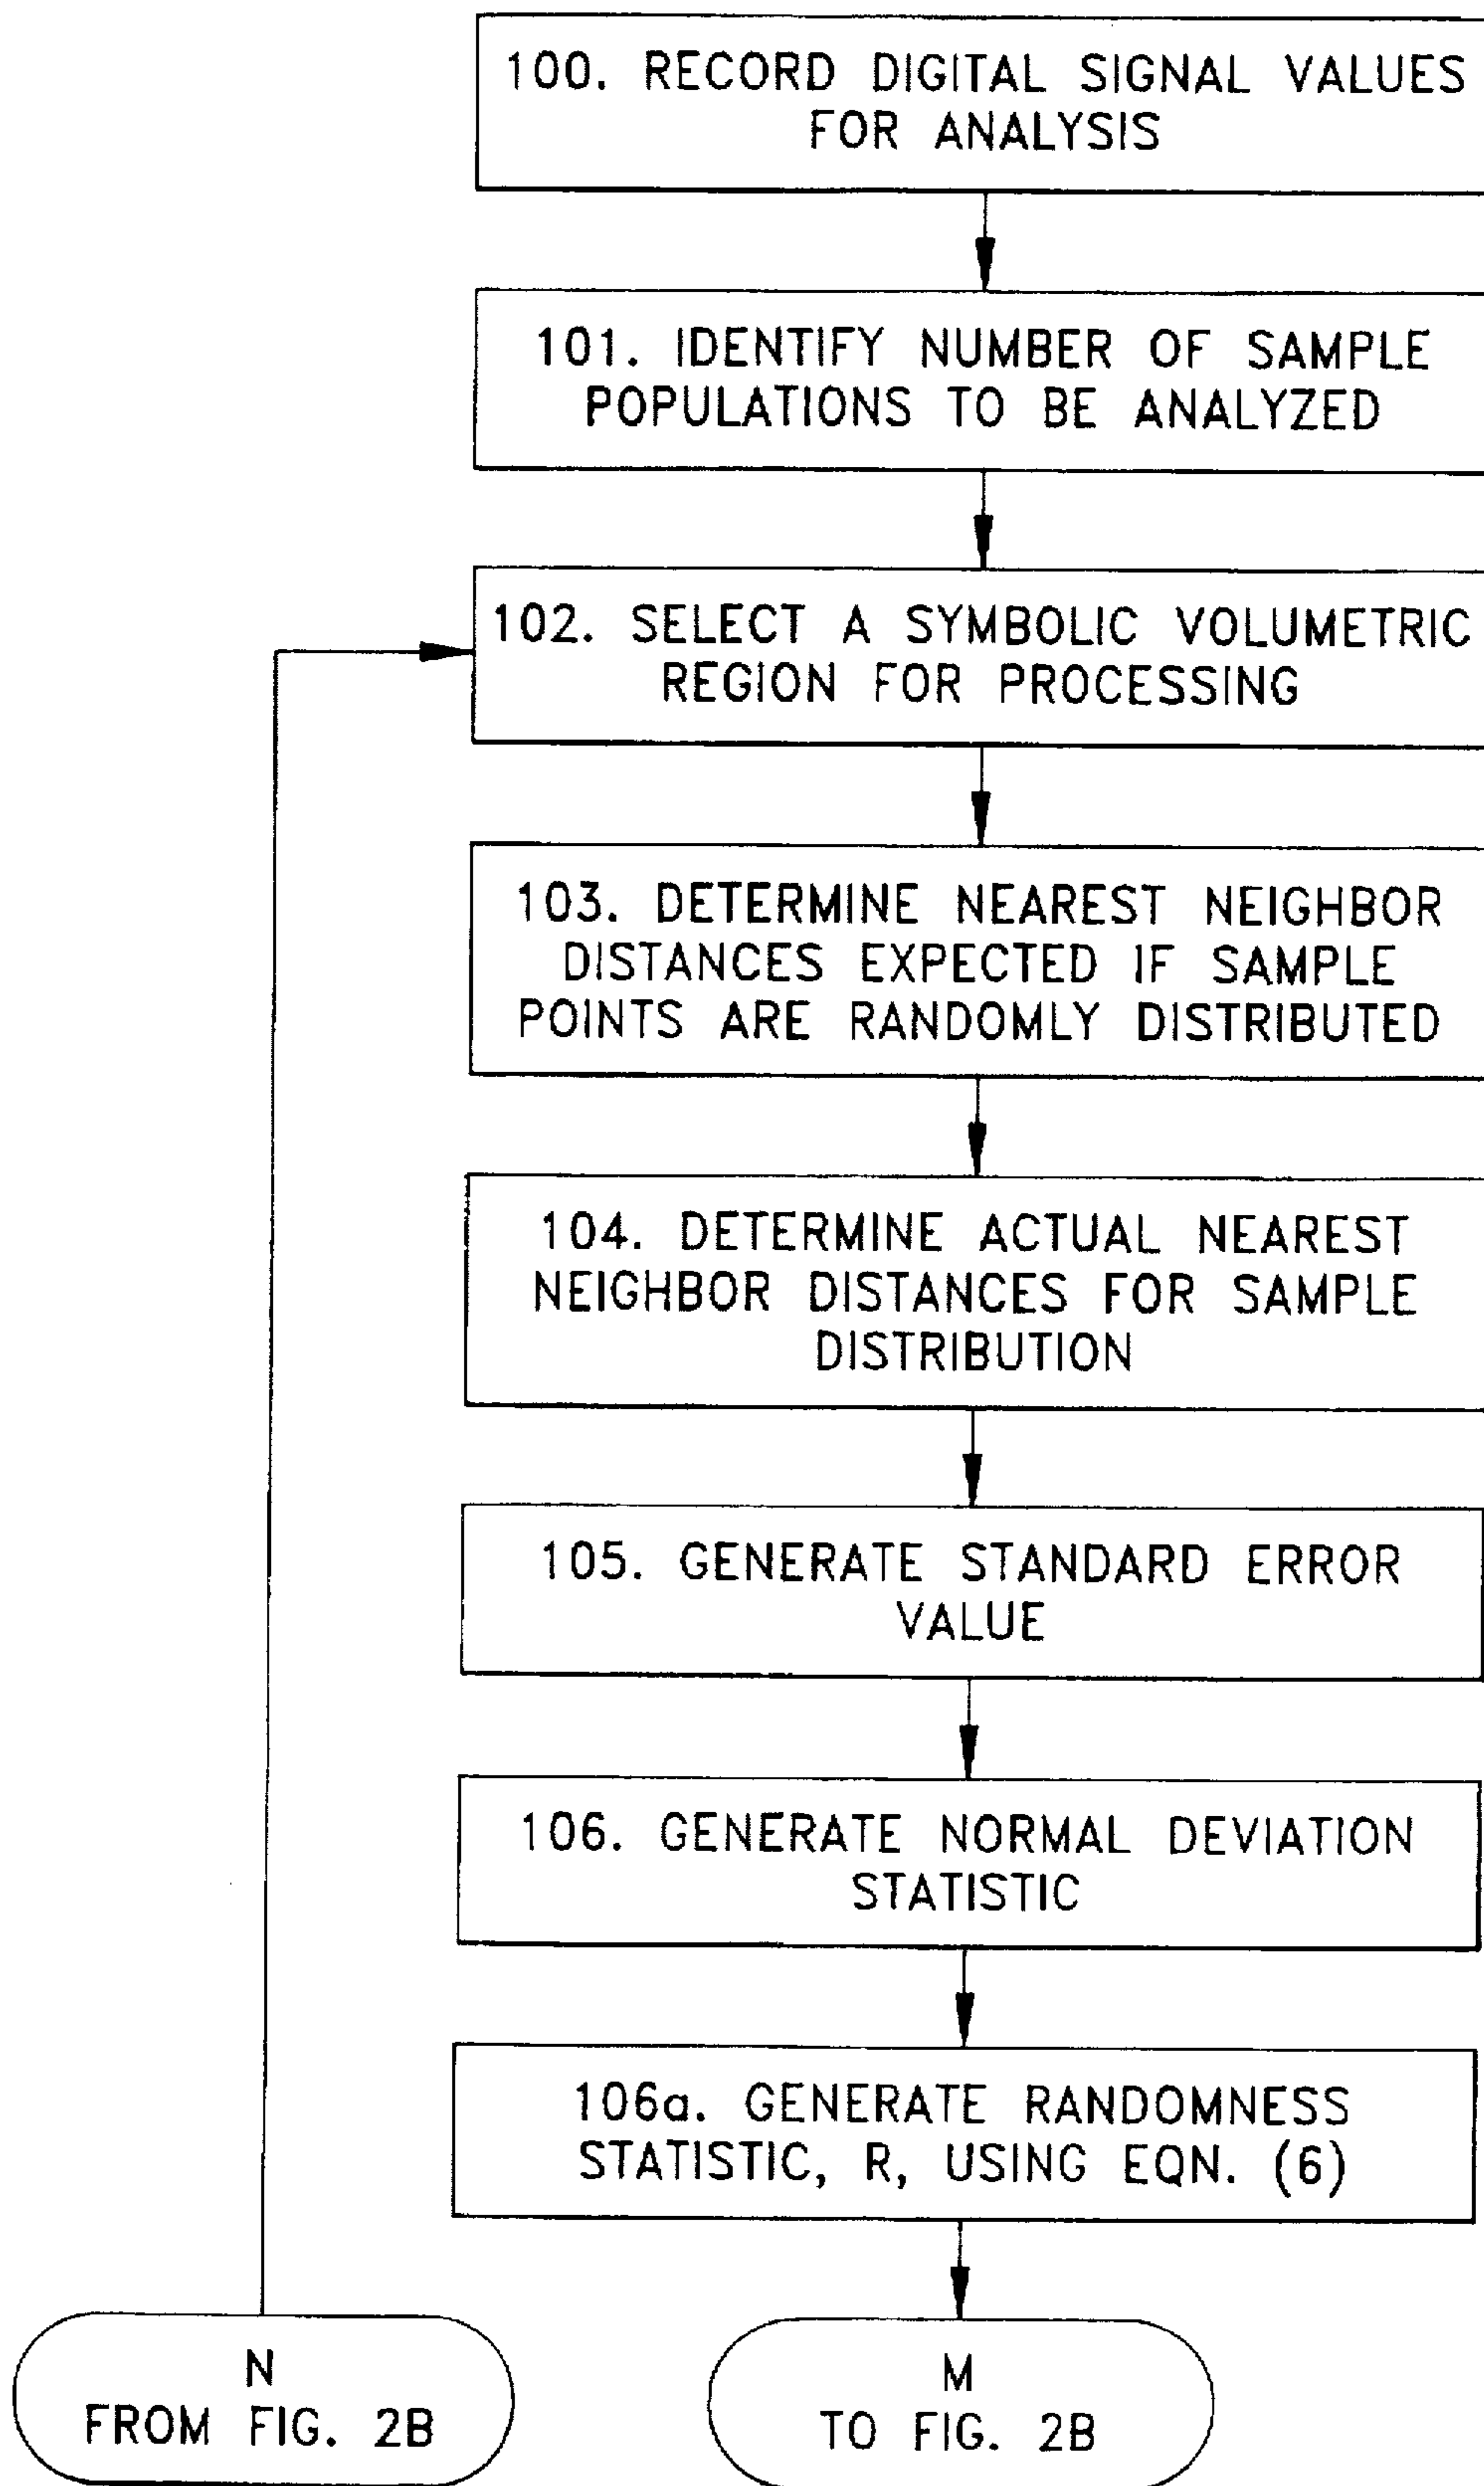 100. RECORD DIGITAL SIGNAL VALUES
FOR ANALYSIS
101. IDENTIFY NUMBER OF SAMPLE
POPULATIONS TO BE ANALYZED
102. SELECT A SYMBOLIC VOLUMETRIC
REGION FOR PROCESSING
103. DETERMINE NEAREST NEIGHBOR
DISTANCES EXPECTED IF SAMPLE
POINTS ARE RANDOMLY DISTRIBUTED
104. DETERMINE ACTUAL NEAREST
NEIGHBOR DISTANCES FOR SAMPLE
DISTRIBUTION
105. GENERATE STANDARD ERROR
VALUE
106. GENERATE NORMAL DEVIATION
STATISTIC
106a. GENERATE RANDOMNESS
STATISTIC, R, USING EQN. (6)
N
FROM FIG. 2B
M
TO FIG. 2B